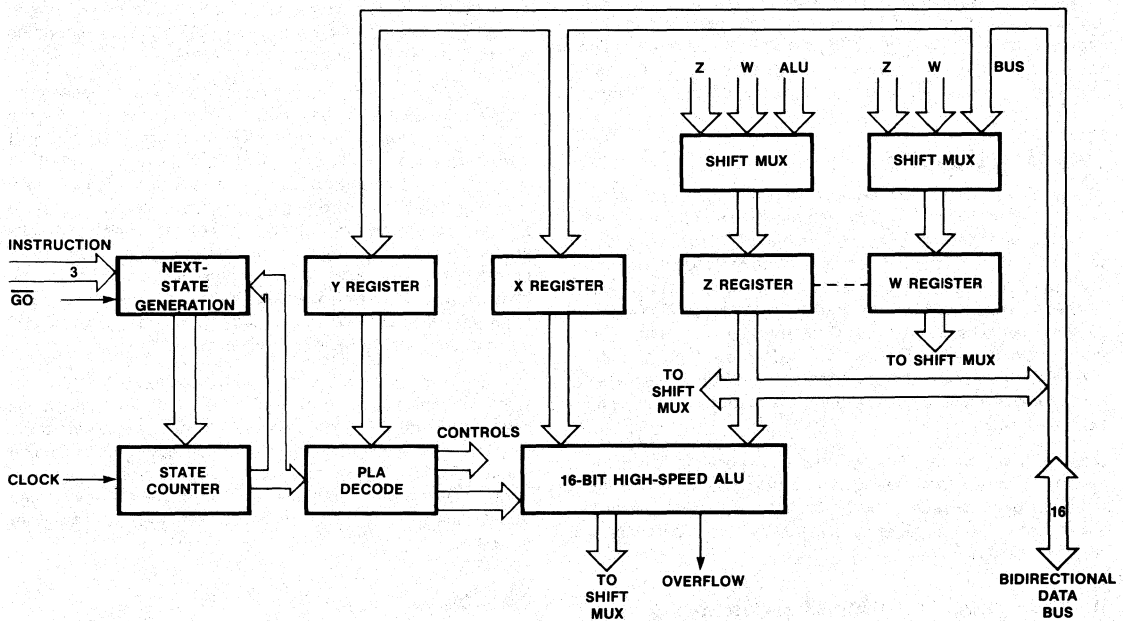 Z W ALU Z W BUS
SHIFT MUX SHIFT MUX
INSTRUCTION
3
GO
NEXT-
STATE
GENERATION
Y REGISTER
X REGISTER
Z REGISTER
W REGISTER
TO SHIFT MUX
TO
SHIFT
MUX
CONTROLS
CLOCK
STATE
COUNTER
PLA
DECODE
16-BIT HIGH-SPEED ALU
16
TO
SHIFT
MUX
OVERFLOW
BIDIRECTIONAL
DATA
BUS